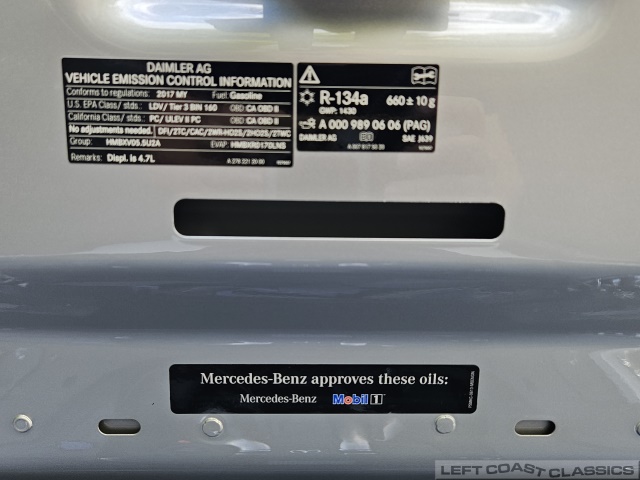 DAIMLER AG
VEHICLE EMISSION CONTROL INFORMATION
Conforms to regulations: 2017 MY Fuel: Gasoline
U.S. EPA Class/ stds.: LDV/ Tier 3 BIN 160 OBD: CA OBD II
California Class/ stds.: PC/ ULEV II PC OBD: CA OBD II
No adjustments needed. DFI/2TC/CAC/2WR-HO2S/2HO2S/2TWC
Group: HMBXV05.5U2A EVAP: HMBXR0170LNS
Remarks: Displ. is 4.7L A 278 221 20 00
R-134a 660 ± 10 g
GWP: 1430
A 000 989 06 06 (PAG)
DAIMLER AG SAE J639
Mercedes-Benz approves these oils:
Mercedes-Benz Mobil 1
LEFT COAST CLASSICS